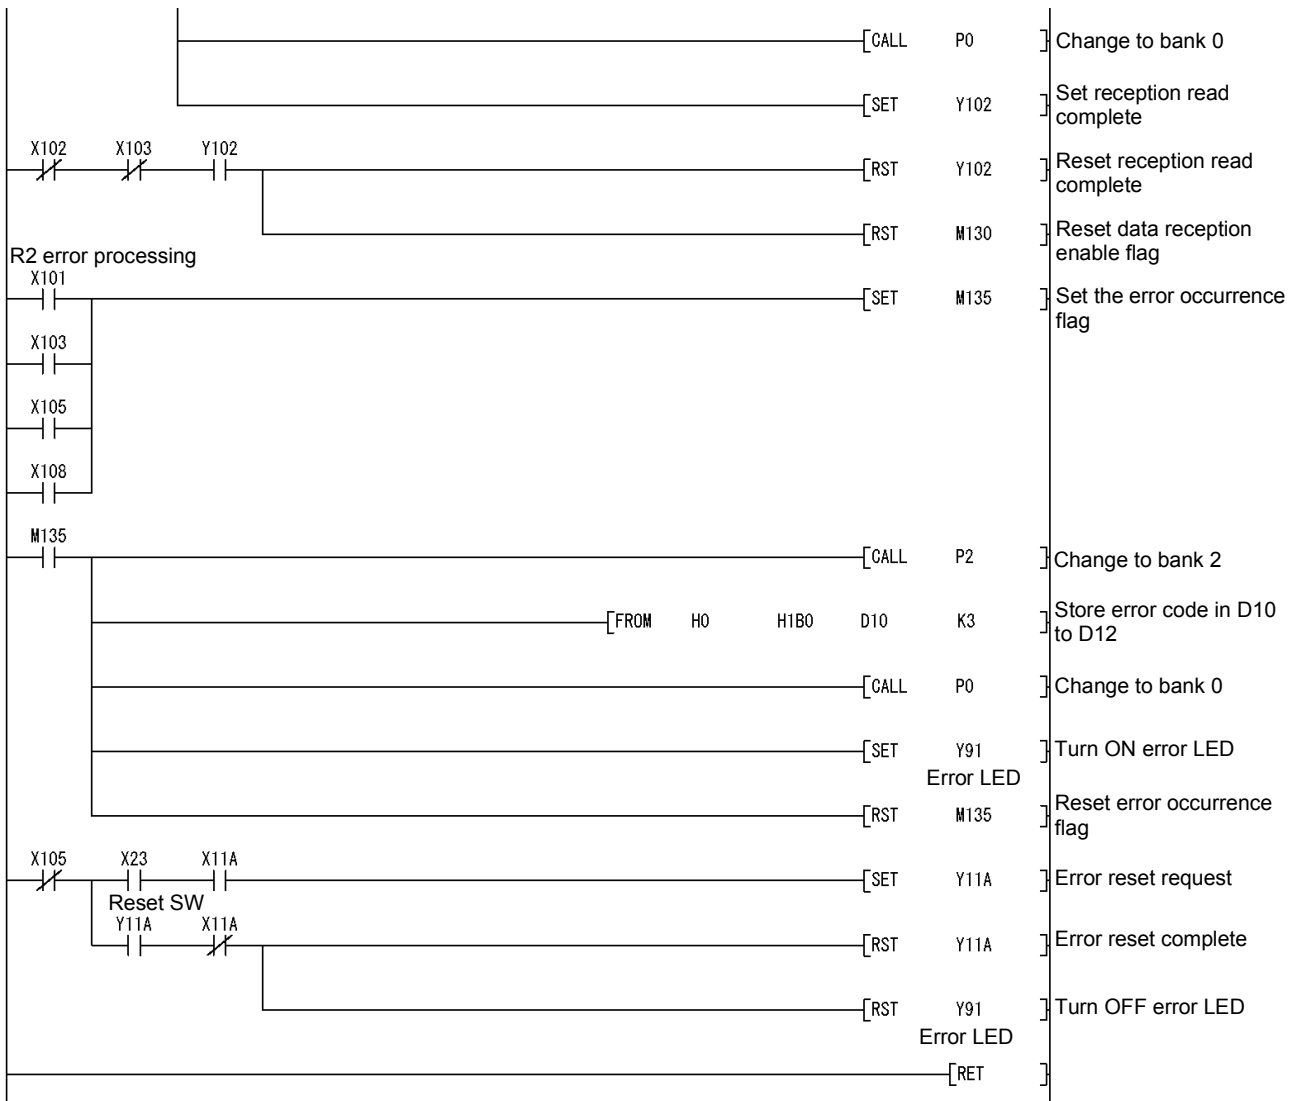 [CALL P0 ] Change to bank 0
[SET Y102 ] Set reception read
complete
X102 X103 Y102
[RST Y102 ] Reset reception read
complete
[RST M130 ] Reset data reception
enable flag
R2 error processing
X101
[SET M135 ] Set the error occurrence
flag
X103
X105
X108
M135
[CALL P2 ] Change to bank 2
[FROM H0 H1B0 D10 K3 ] Store error code in D10
to D12
[CALL P0 ] Change to bank 0
[SET Y91 ] Turn ON error LED
Error LED
[RST M135 ] Reset error occurrence
flag
X105 X23 X11A
[SET Y11A ] Error reset request
Reset SW
Y11A X11A
[RST Y11A ] Error reset complete
[RST Y91 ] Turn OFF error LED
Error LED
[RET ]